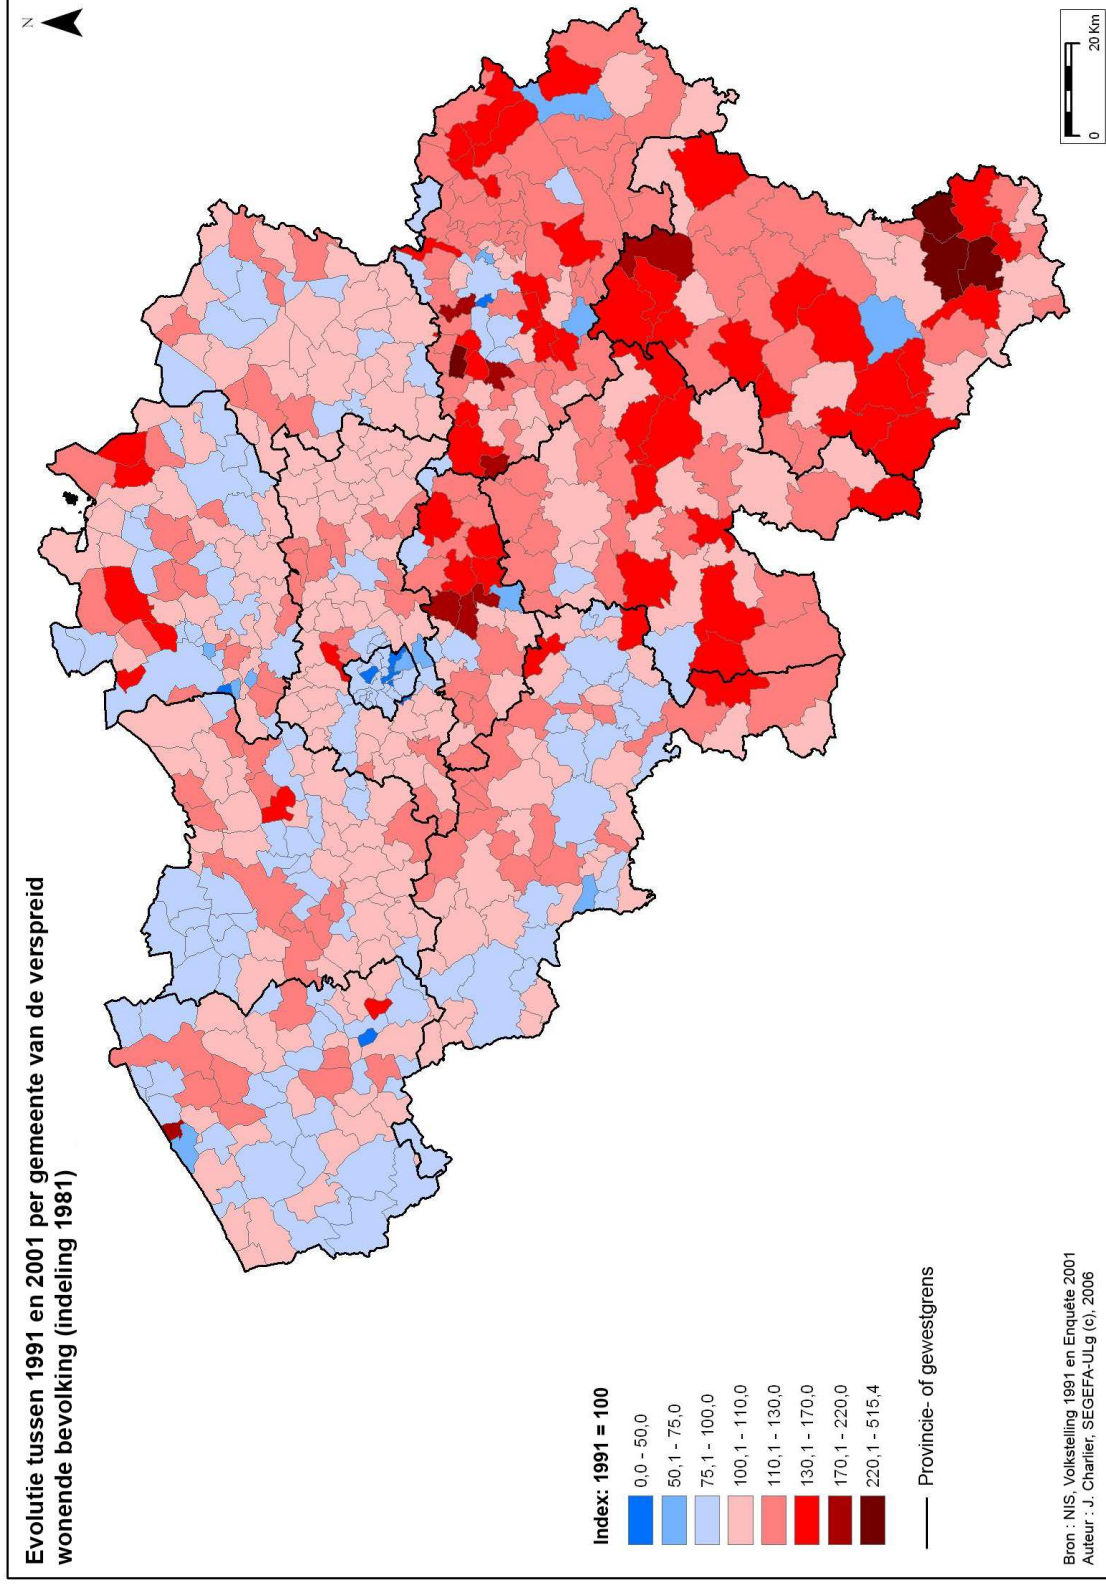 Evolutie tussen 1991 en 2001 per gemeente van de verspreid
wonende bevolking (indeling 1981)
N
Index: 1991 = 100
0,0 - 50,0
50,1 - 75,0
75,1 - 100,0
100,1 - 110,0
110,1 - 130,0
130,1 - 170,0
170,1 - 220,0
220,1 - 515,4
Provincie- of gewestgrens
Bron : NIS, Volkstelling 1991 en Enquête 2001
Auteur : J. Charlier, SEGEFA-ULg (c), 2006
0 20 Km